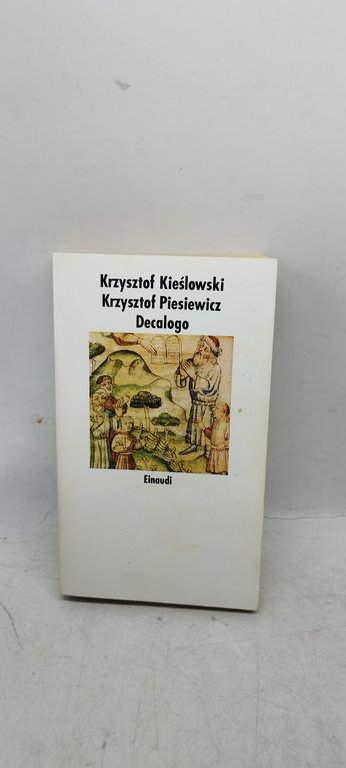 Krzysztof Kieślowski
Krzysztof Piesiewicz
Decalogo
Einaudi